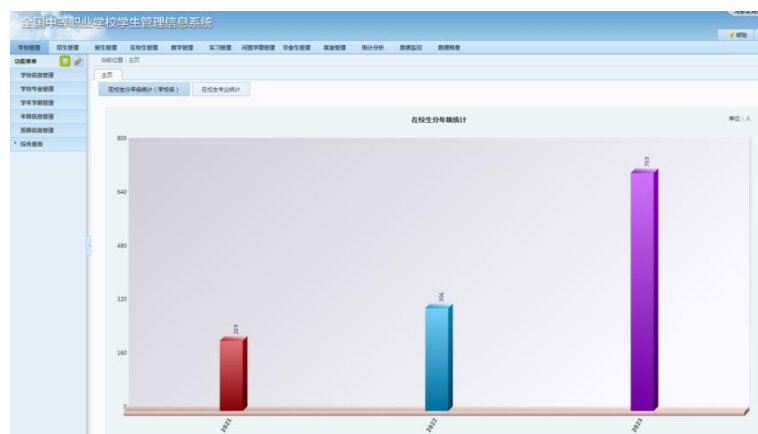 全国中等职业学校学生管理信息系统
帮助
学校管理 招生管理 新生管理 在校生管理 教学管理 实习管理 问题学籍管理 毕业生管理 就业管理 统计分析 数据监控 数据核查
功能菜单
当前位置：主页
学校信息管理
主页
学校专业管理
在校生分年级统计（学校级） 在校生专业统计
学年学期管理
年级信息管理
班级信息管理
综合查询
在校生分年级统计
单位：人
800
709
640
480
306
320
203
160
0
2021 2022 2023